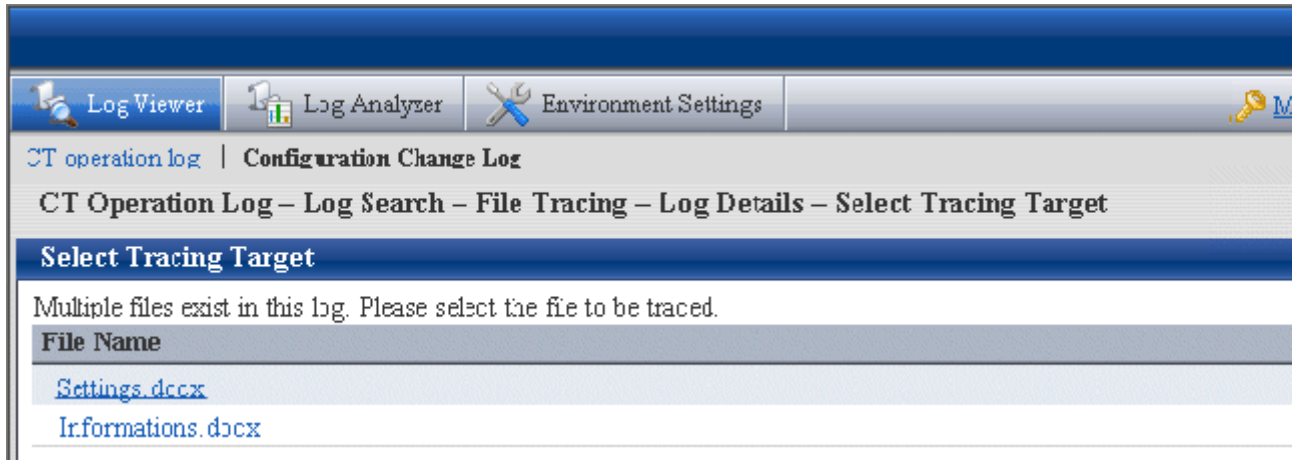 Log Viewer Log Analyzer Environment Settings
CT operation log | Configuration Change Log
CT Operation Log – Log Search – File Tracing – Log Details – Select Tracing Target
Select Tracing Target
Multiple files exist in this log. Please select the file to be traced.
File Name
Settings.docx
Informations.docx